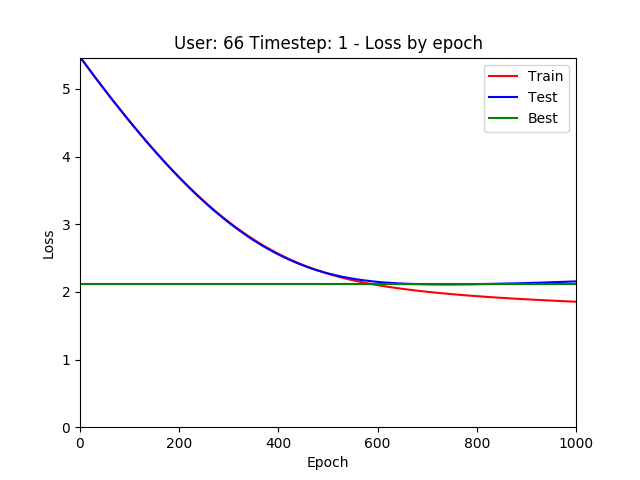 User: 66 Timestep: 1 - Loss by epoch
Train
Test
Best
5
4
3
2
1
0
Loss
0 200 400 600 800 1000
Epoch